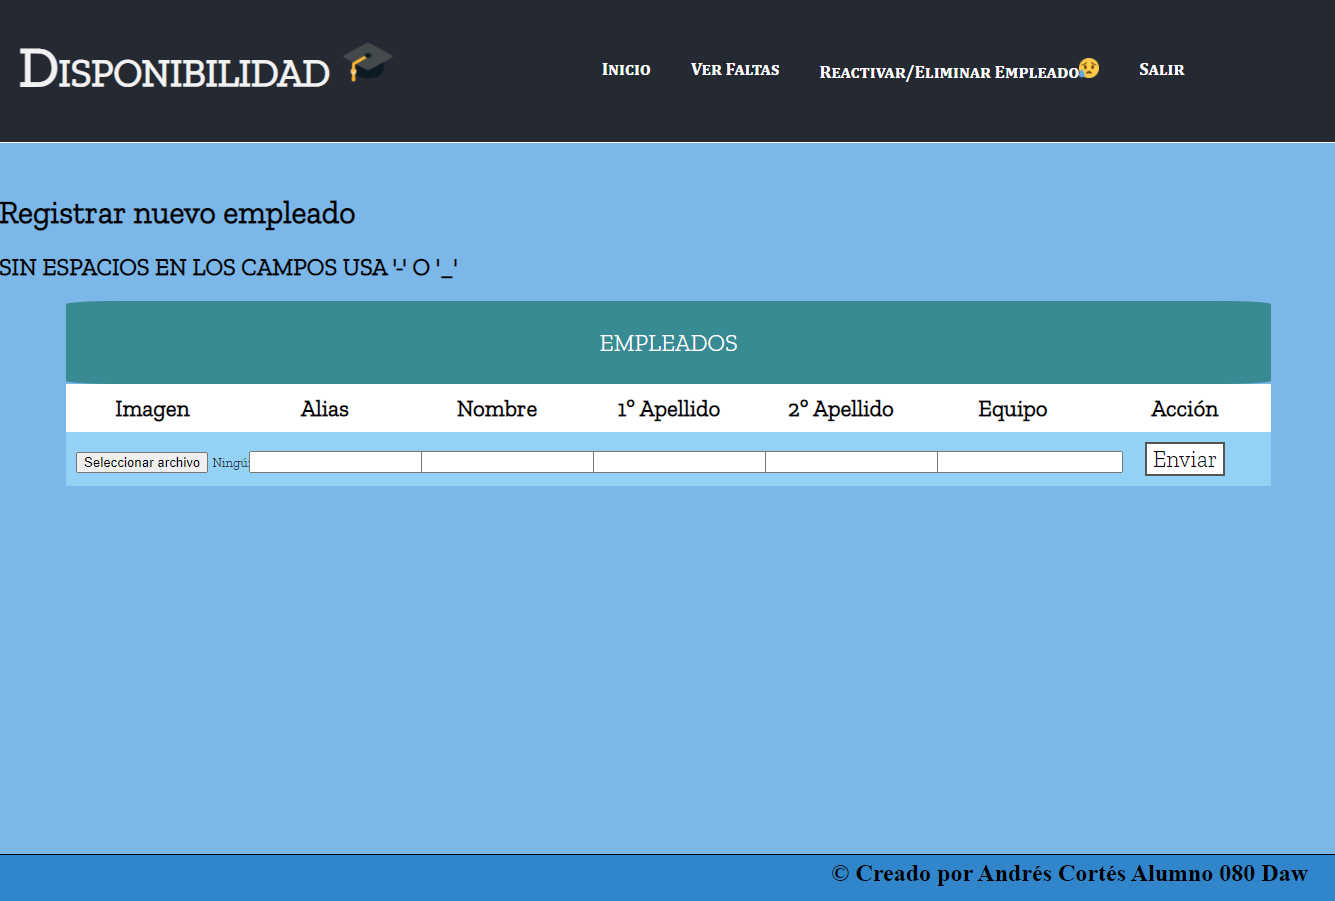 Disponibilidad
Inicio Ver Faltas Reactivar/Eliminar Empleado Salir
Registrar nuevo empleado
SIN ESPACIOS EN LOS CAMPOS USA '-' O '_'
EMPLEADOS
Imagen Alias Nombre 1º Apellido 2º Apellido Equipo Acción
Seleccionar archivo Enviar
© Creado por Andrés Cortés Alumno 080 Daw